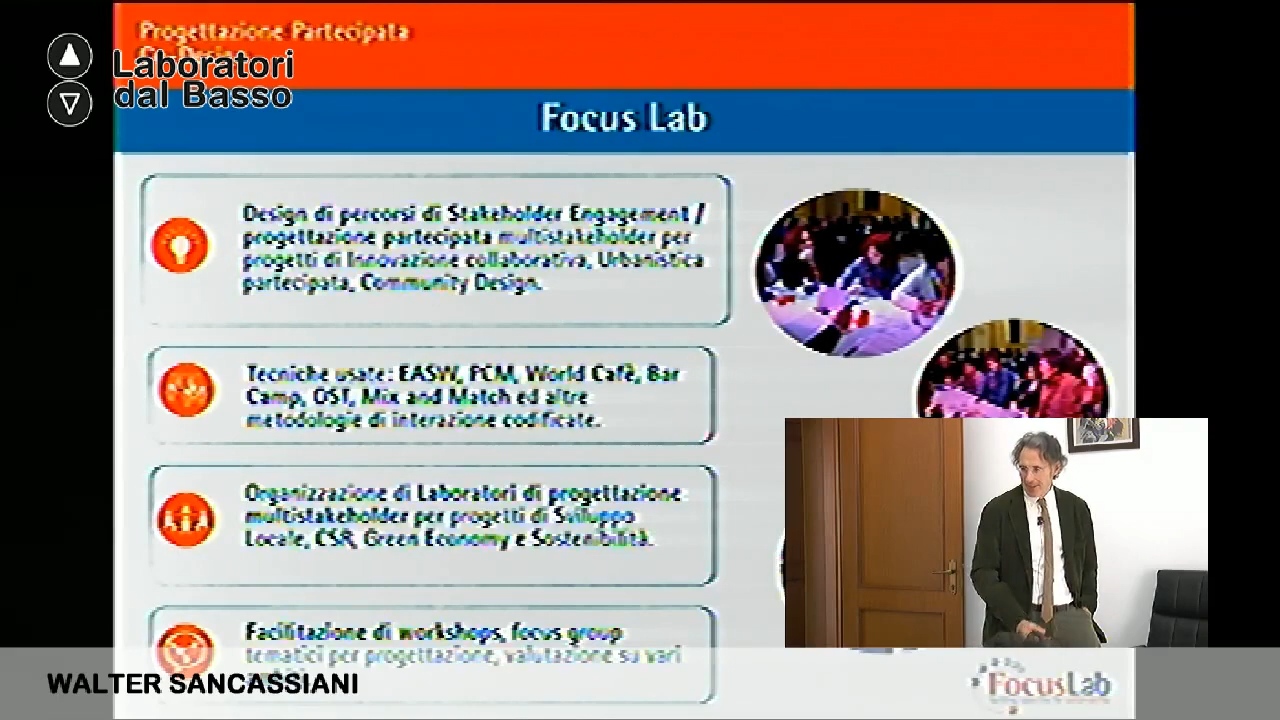 Progettazione Partecipata
Laboratori
dal Basso
Focus Lab
Design di percorsi di Stakeholder Engagement /
progettazione partecipata multistakeholder per
progetti di Innovazione collaborativa, Urbanistica
partecipata, Community Design.
Tecniche usate: EASW, PCM, World Cafè, Bar
Camp, OST, Mix and Match ed altre
metodologie di interazione codificate.
Organizzazione di Laboratori di progettazione
multistakeholder per progetti di Sviluppo
Locale, CSR, Green Economy e Sostenibilità.
Facilitazione di workshops, focus group
tematici per progettazione, valutazione su vari
WALTER SANCASSIANI
FocusLab